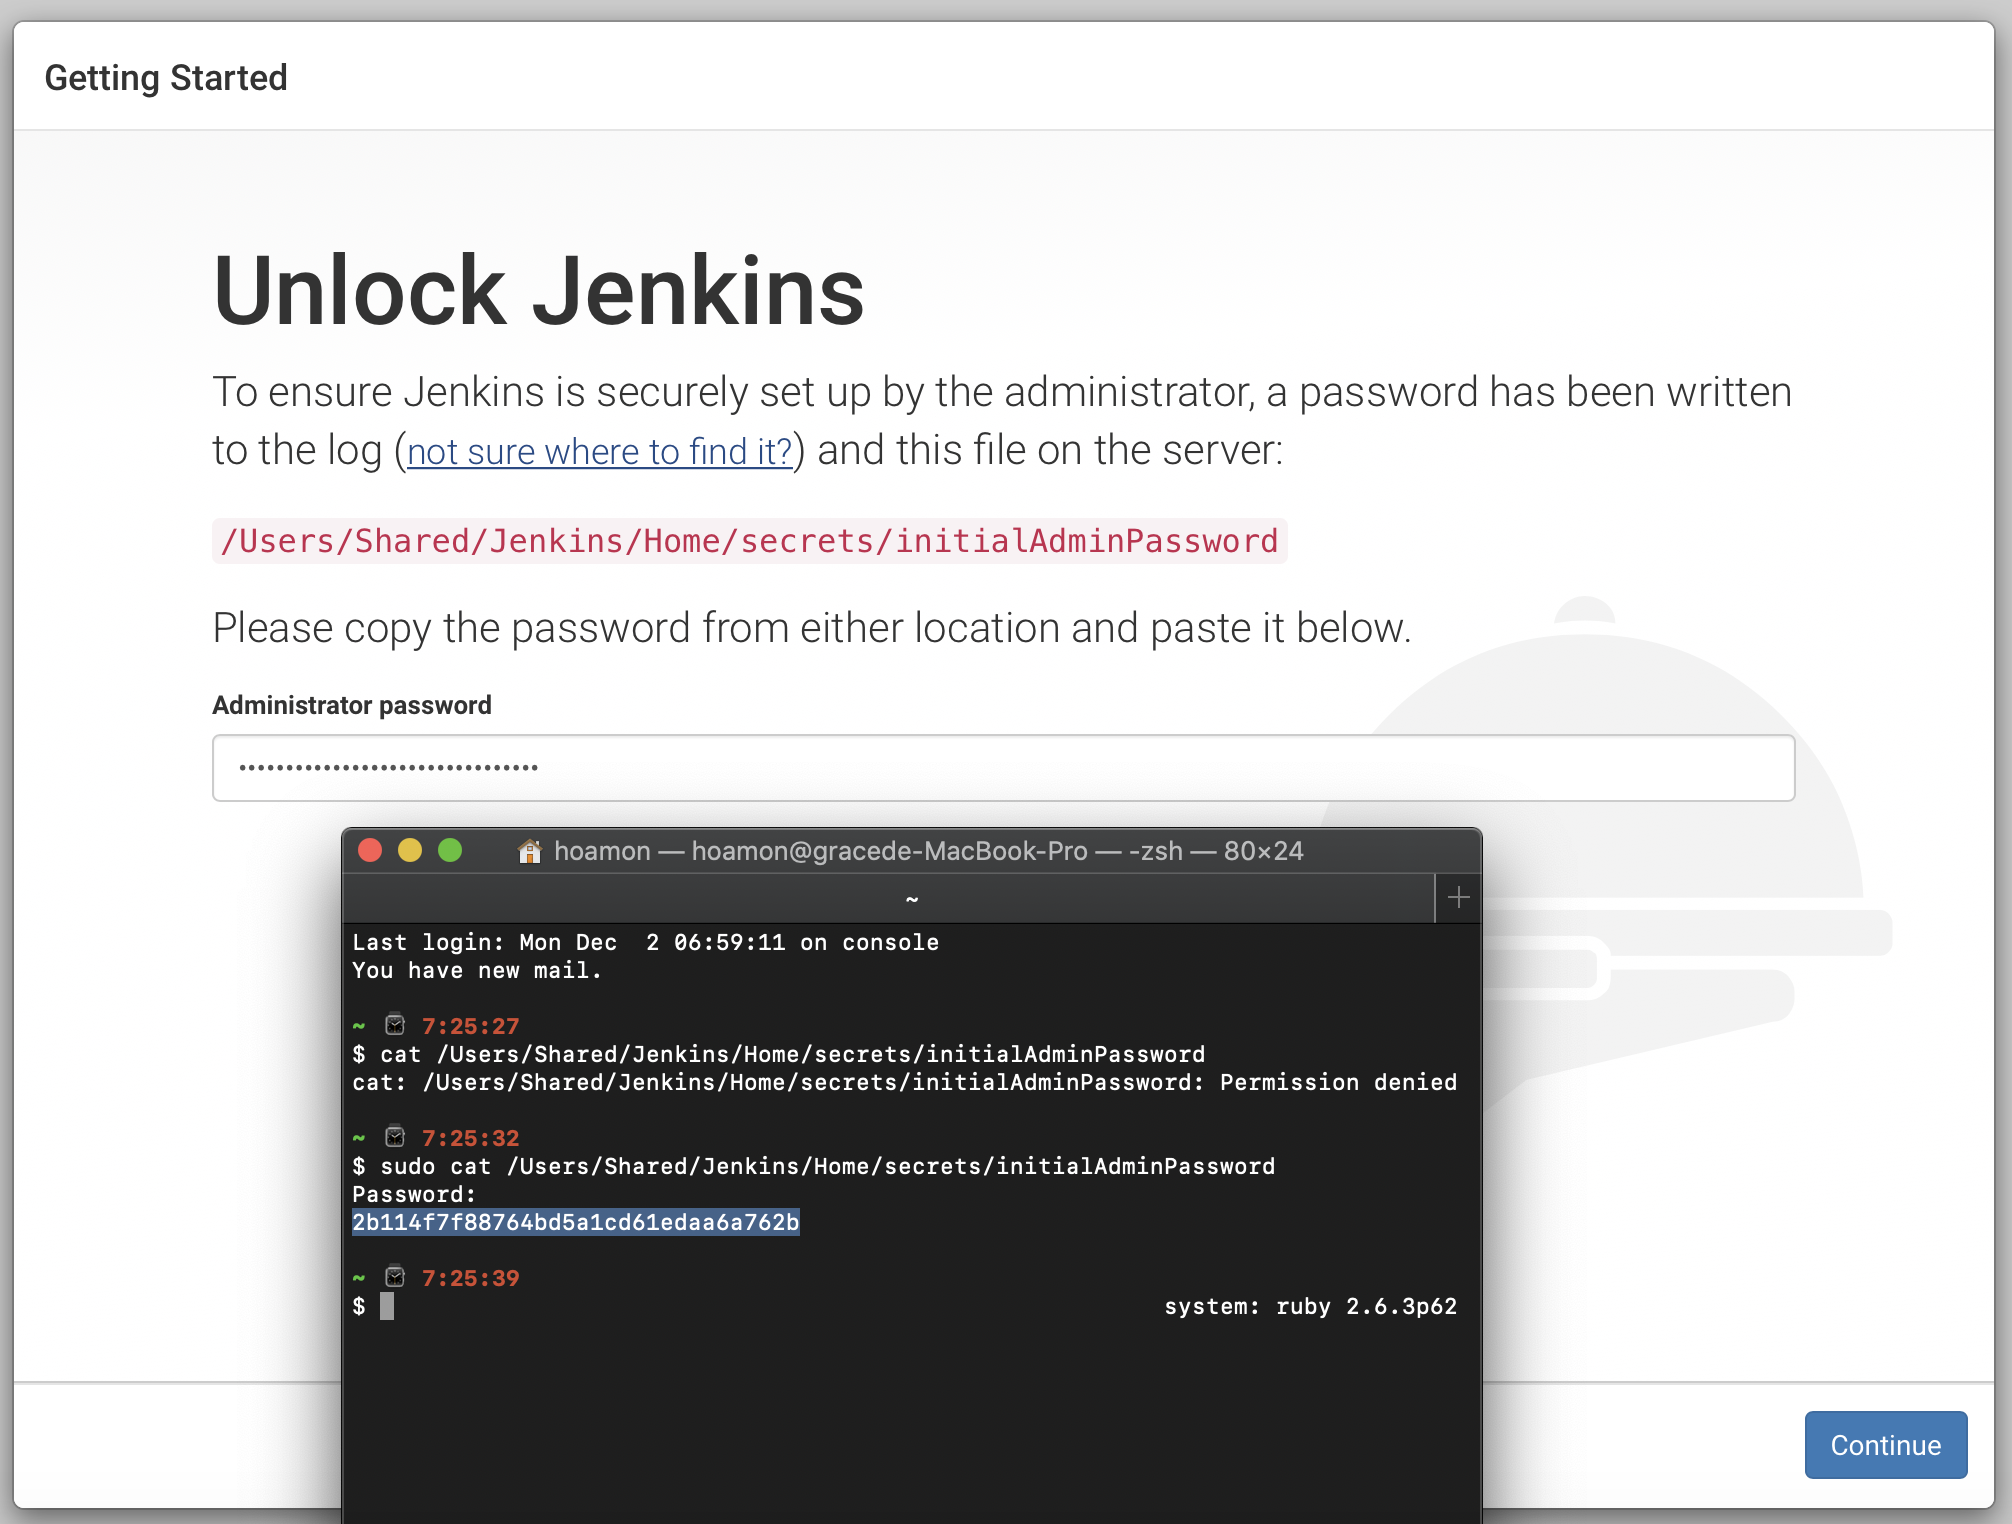 Getting Started
Unlock Jenkins
To ensure Jenkins is securely set up by the administrator, a password has been written
to the log (not sure where to find it?) and this file on the server:
/Users/Shared/Jenkins/Home/secrets/initialAdminPassword
Please copy the password from either location and paste it below.
Administrator password
••••••••••••••••••••••••••••••••
hoamon — hoamon@gracede-MacBook-Pro — -zsh — 80×24
~
Last login: Mon Dec  2 06:59:11 on console
You have new mail.
~ 7:25:27
$ cat /Users/Shared/Jenkins/Home/secrets/initialAdminPassword
cat: /Users/Shared/Jenkins/Home/secrets/initialAdminPassword: Permission denied
~ 7:25:32
$ sudo cat /Users/Shared/Jenkins/Home/secrets/initialAdminPassword
Password:
2b114f7f88764bd5a1cd61edaa6a762b
~ 7:25:39
$ system: ruby 2.6.3p62
Continue